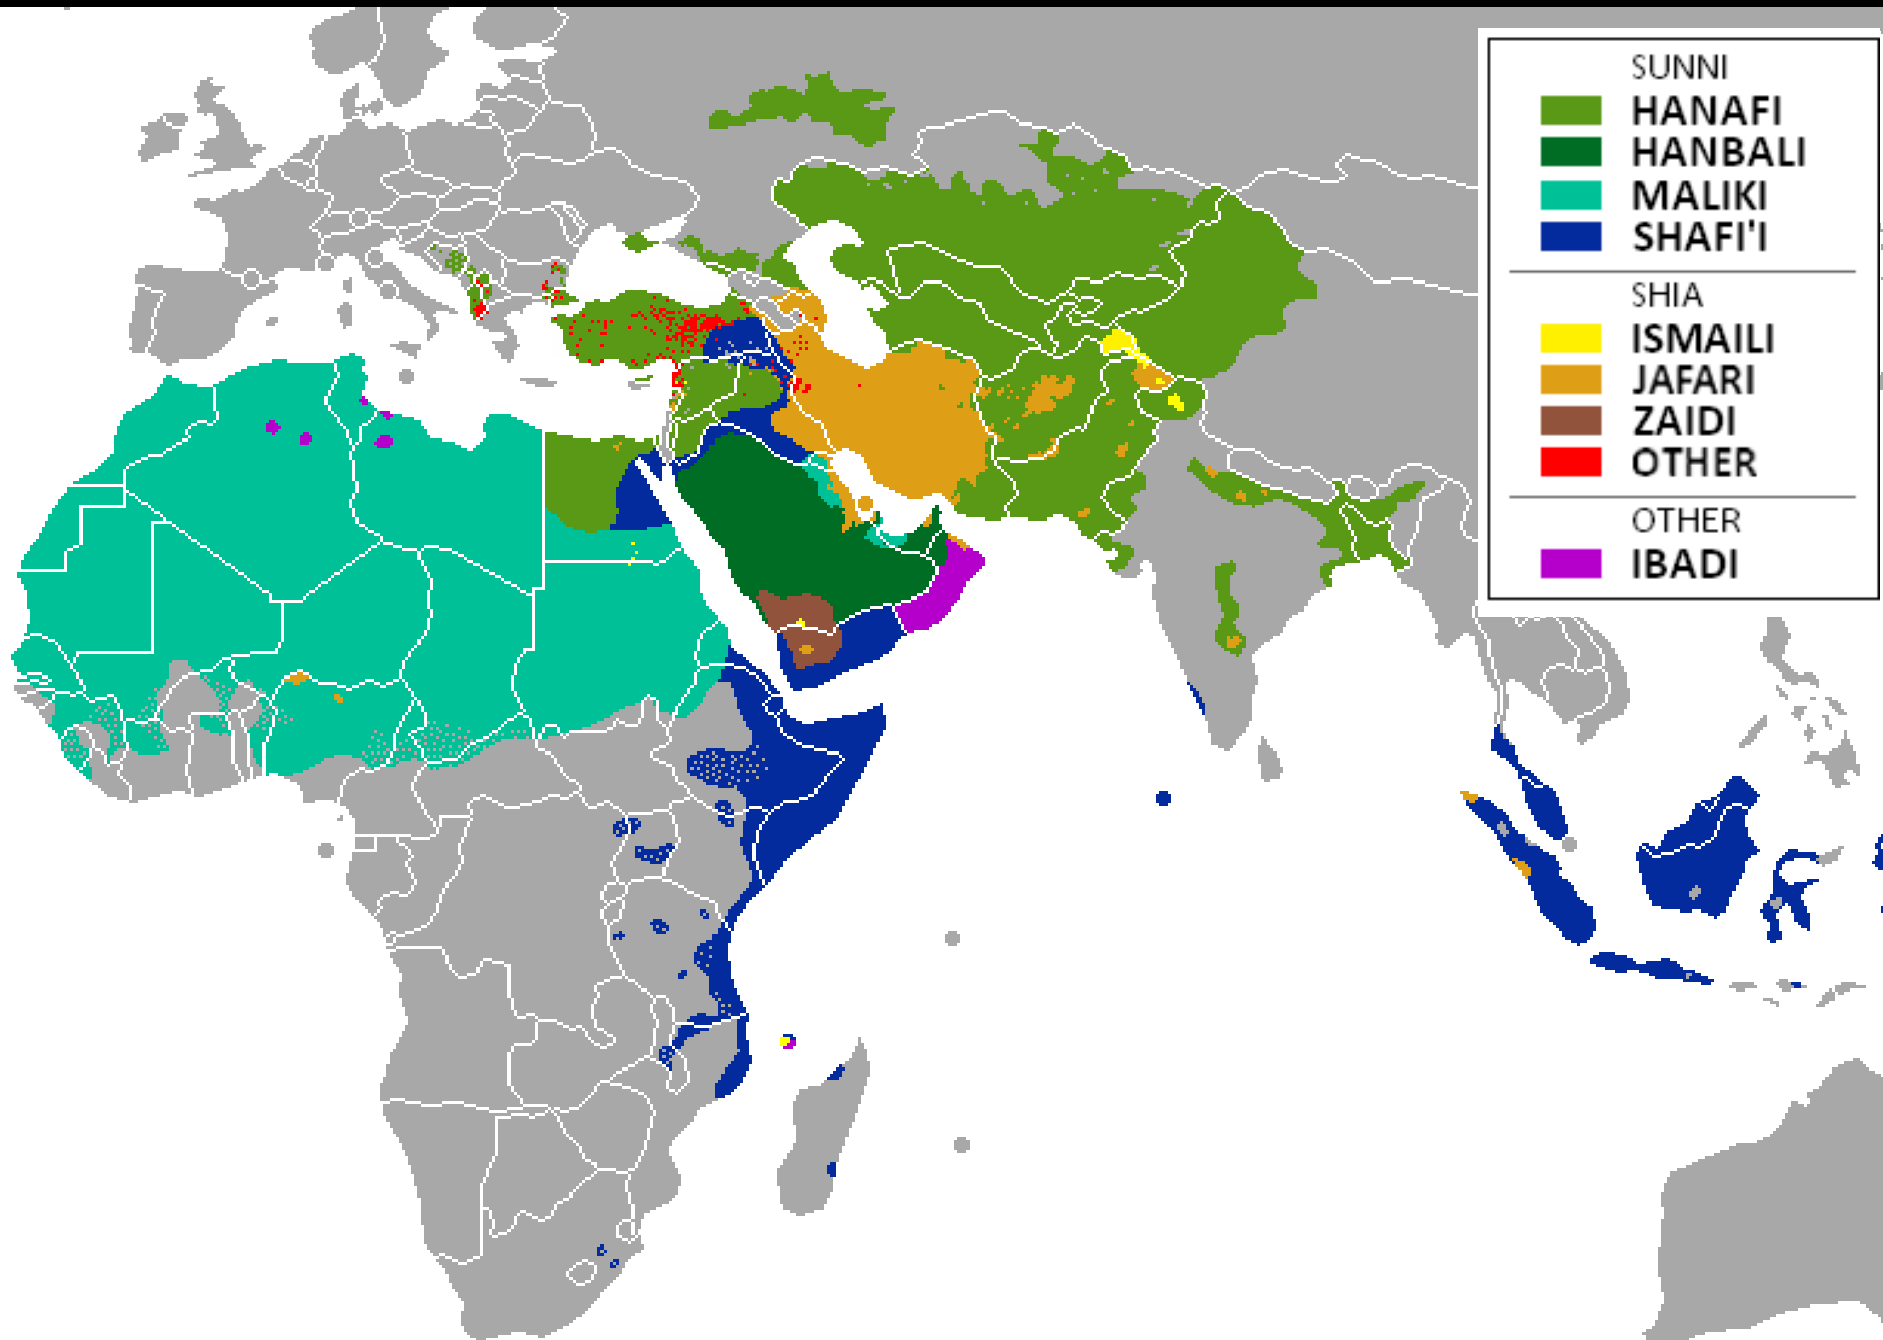 SUNNI
HANAFI
HANBALI
MALIKI
SHAFI'I
SHIA
ISMAILI
JAFARI
ZAIDI
OTHER
OTHER
IBADI